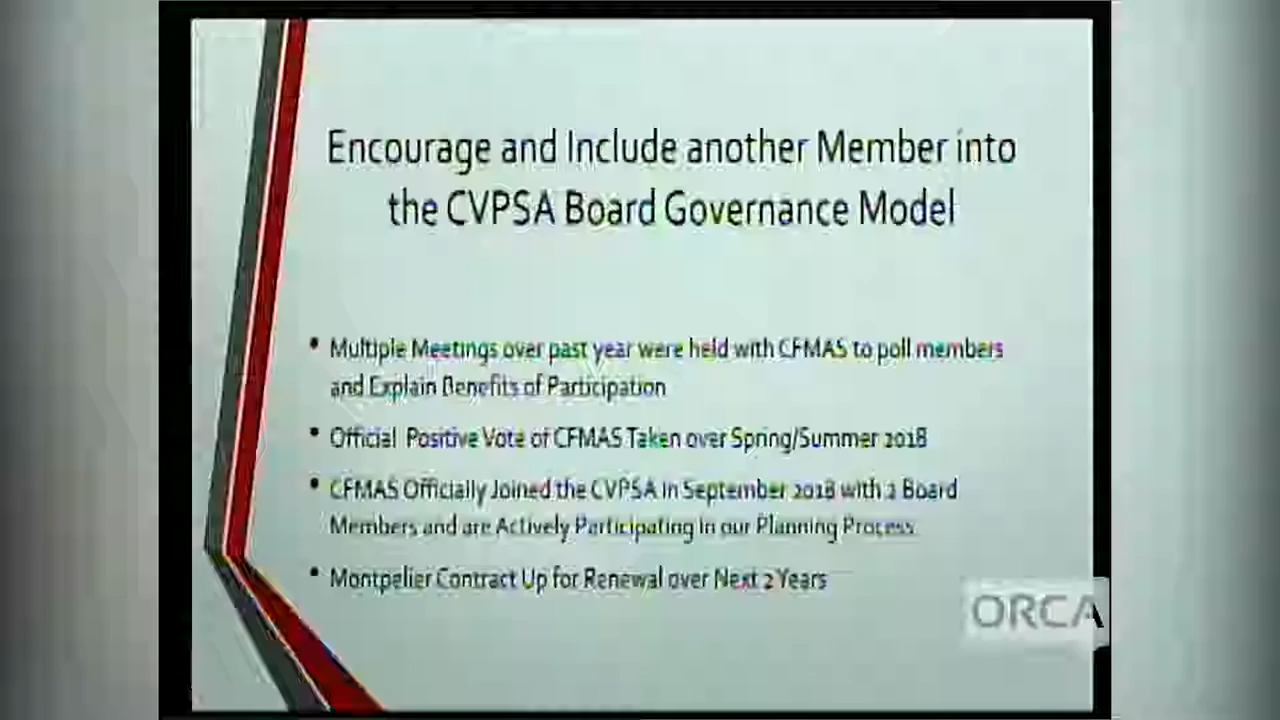 Encourage and Include another Member into
the CVPSA Board Governance Model
• Multiple Meetings over past year were held with CFMAS to poll members
and Explain Benefits of Participation
• Official Positive Vote of CFMAS Taken over Spring/Summer 2018
• CFMAS Officially Joined the CVPSA in September 2018 with 2 Board
Members and are Actively Participating in our Planning Process
• Montpelier Contract Up for Renewal over Next 2 Years
ORCA